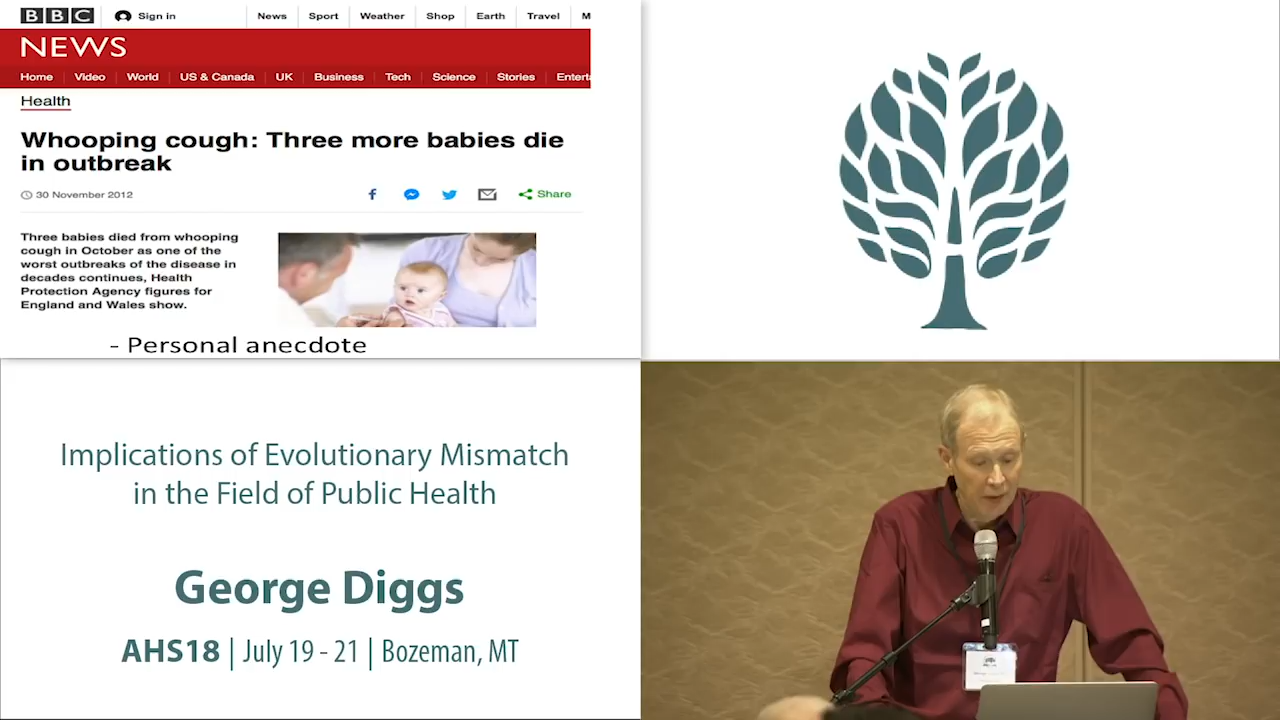 BBC
Sign in
News
Sport
Weather
Shop
Earth
Travel
M
NEWS
Home
Video
World
US & Canada
UK
Business
Tech
Science
Stories
Entert
Health
Whooping cough: Three more babies die
in outbreak
30 November 2012
Share
Three babies died from whooping
cough in October as one of the
worst outbreaks of the disease in
decades continues, Health
Protection Agency figures for
England and Wales show.
- Personal anecdote
Implications of Evolutionary Mismatch
in the Field of Public Health
George Diggs
AHS18 | July 19 - 21 | Bozeman, MT